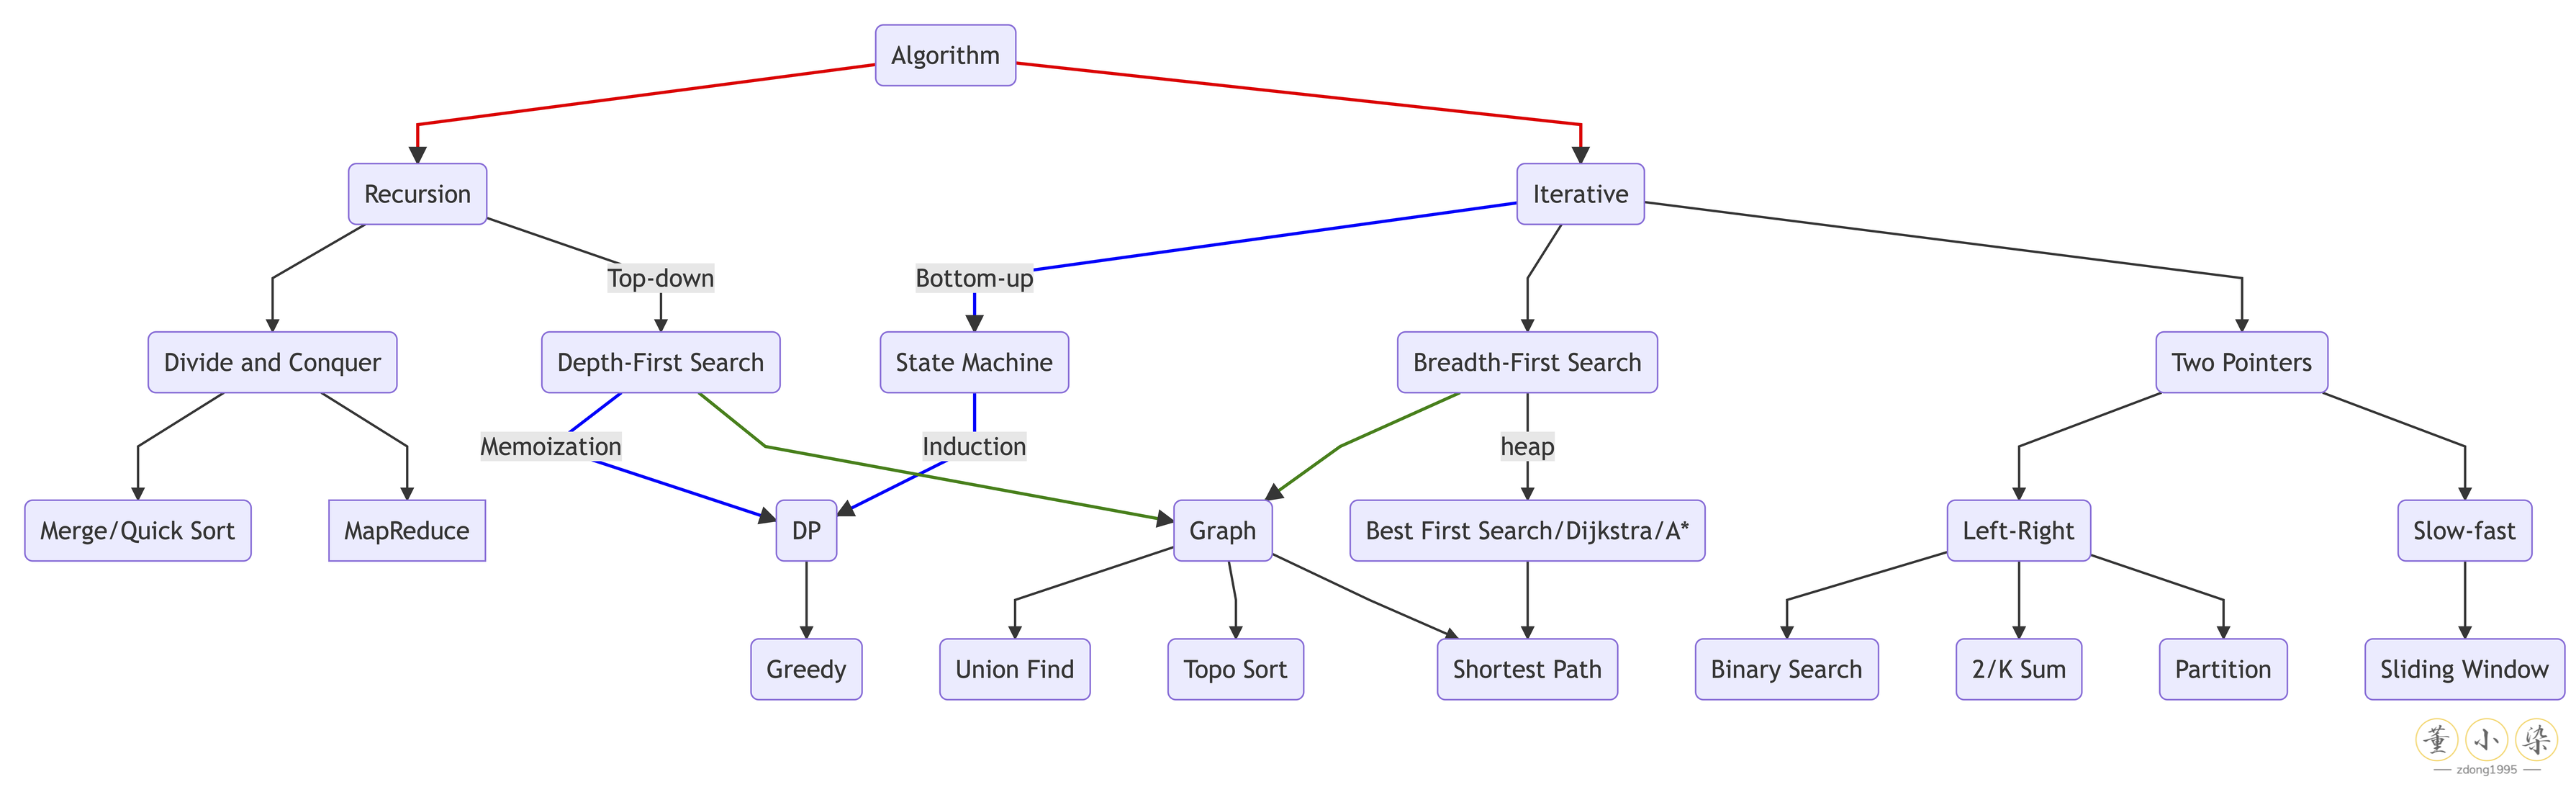 Algorithm
Recursion
Iterative
Top-down
Bottom-up
Divide and Conquer
Depth-First Search
State Machine
Breadth-First Search
Two Pointers
Memoization
Induction
heap
Merge/Quick Sort
MapReduce
DP
Graph
Best First Search/Dijkstra/A*
Left-Right
Slow-fast
Greedy
Union Find
Topo Sort
Shortest Path
Binary Search
2/K Sum
Partition
Sliding Window
董小染
zdong1995